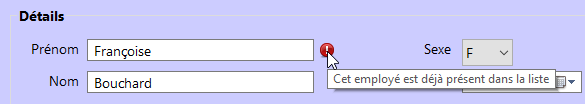 Détails
Prénom Françoise Sexe F
Cet employé est déjà présent dans la liste
Nom Bouchard